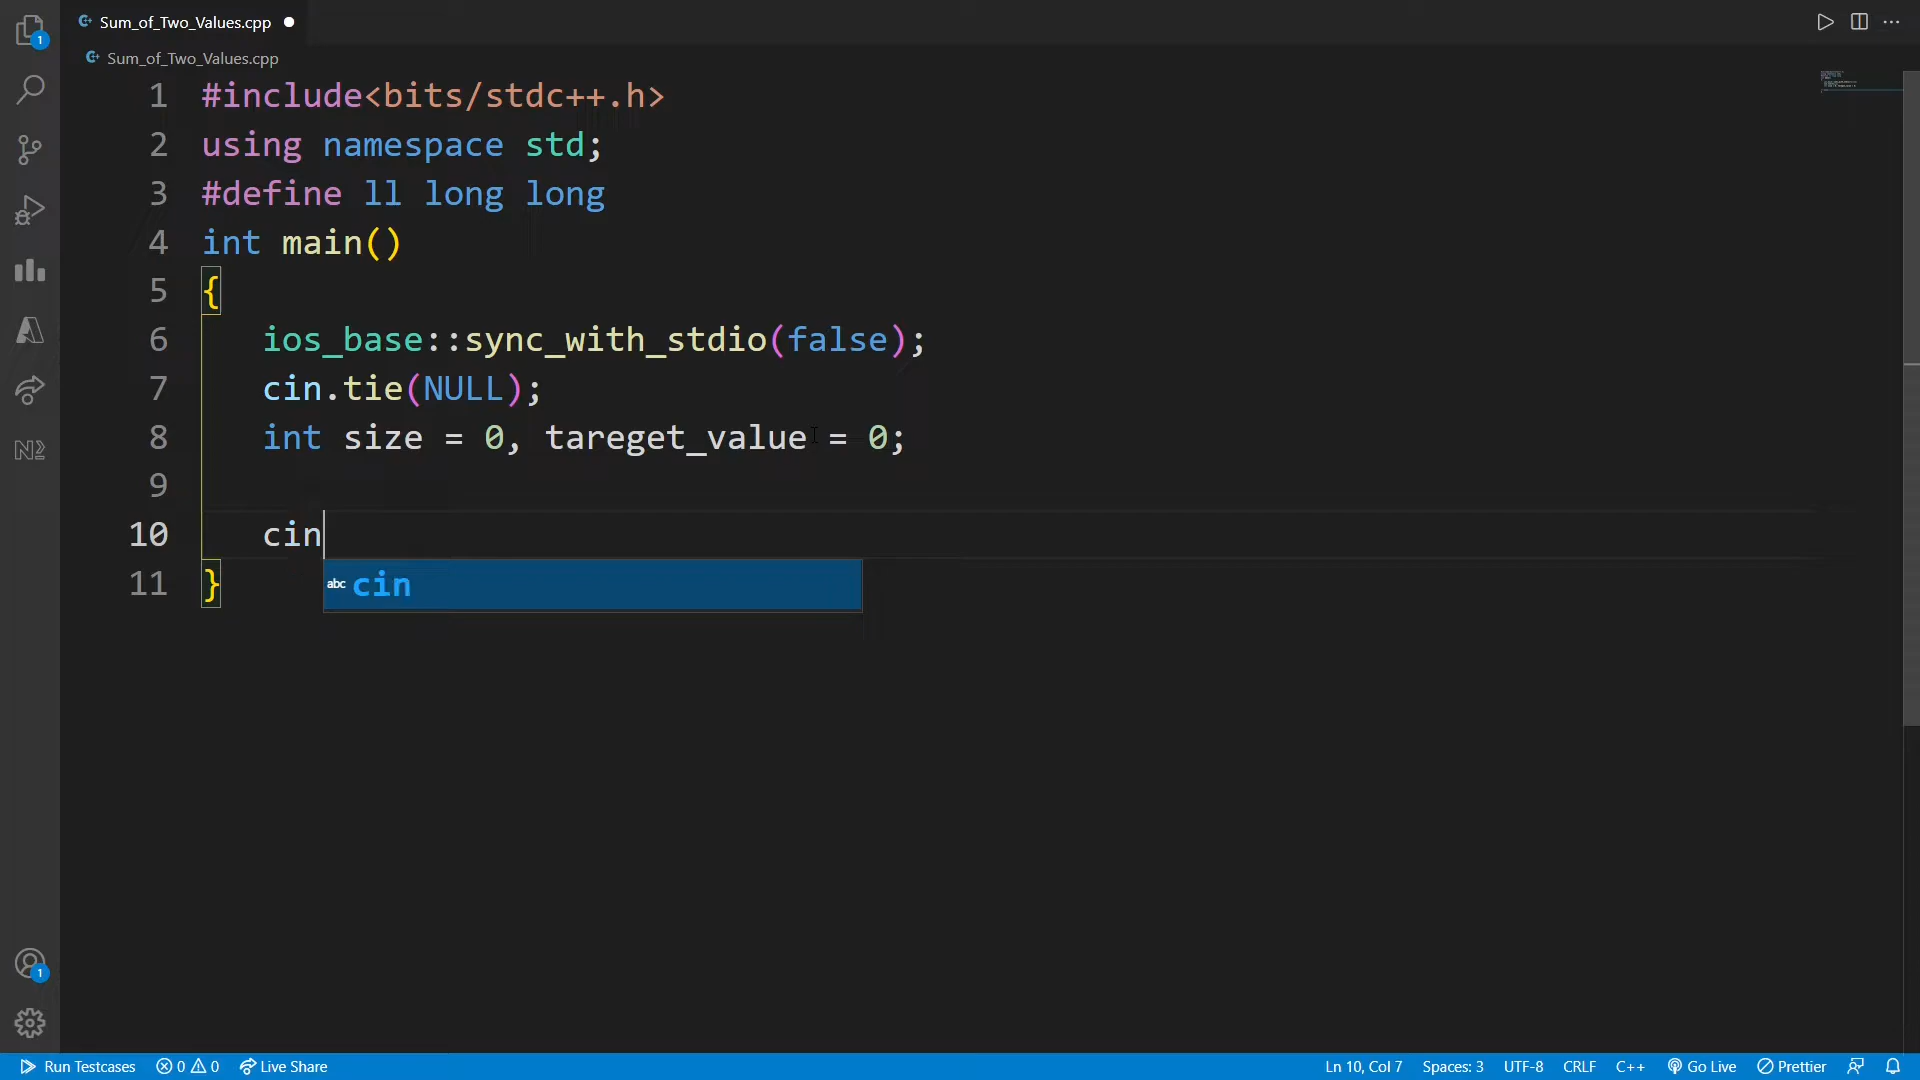 Sum_of_Two_Values.cpp
Sum_of_Two_Values.cpp
1 #include<bits/stdc++.h>
2 using namespace std;
3 #define ll long long
4 int main()
5 {
6 ios_base::sync_with_stdio(false);
7 cin.tie(NULL);
8 int size = 0, tareget_value = 0;
9
10 cin
abc cin
11 }
1
1
Run Testcases 0 0 Live Share Ln 10, Col 7 Spaces: 3 UTF-8 CRLF C++ Go Live Prettier